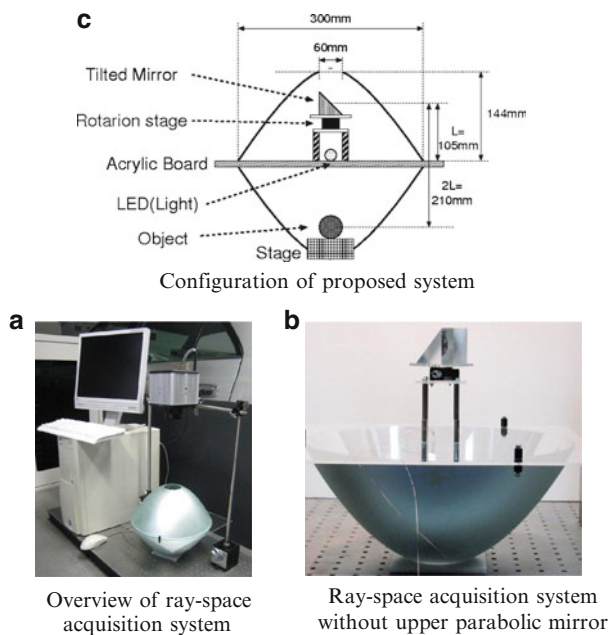 c
300mm
60mm
Tilted Mirror
Rotarion stage
144mm
L=
105mm
Acrylic Board
LED(Light)
2L=
210mm
Object
Stage
Configuration of proposed system
a
b
Overview of ray-space
acquisition system
Ray-space acquisition system
without upper parabolic mirror